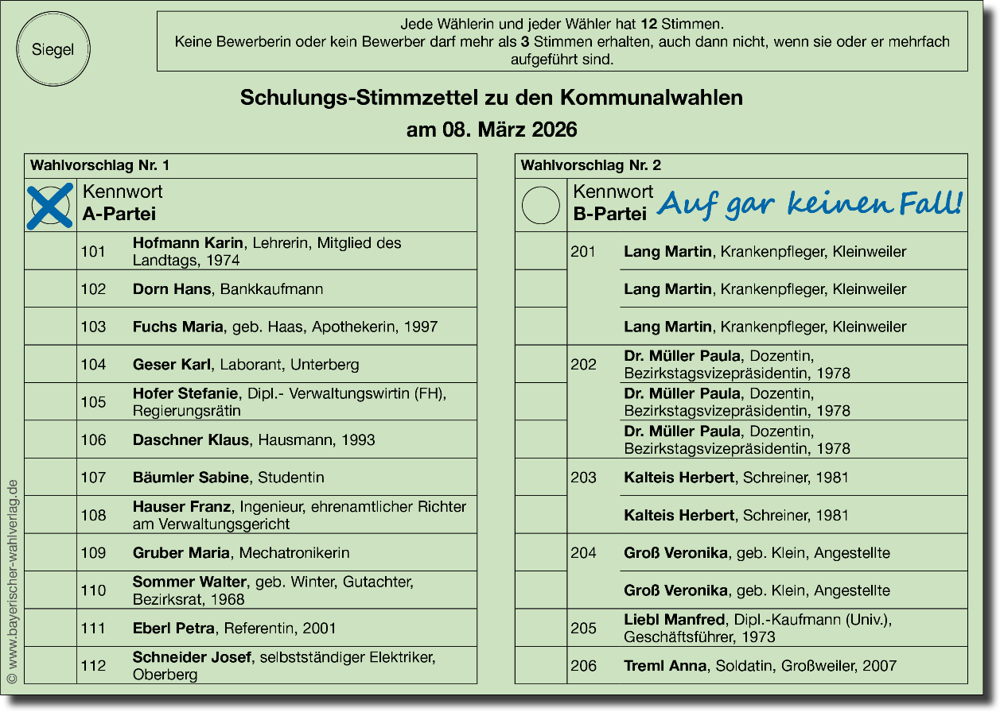 Siegel
Jede Wählerin und jeder Wähler hat 12 Stimmen.
Keine Bewerberin oder kein Bewerber darf mehr als 3 Stimmen erhalten, auch dann nicht, wenn sie oder er mehrfach
aufgeführt sind.
Schulungs-Stimmzettel zu den Kommunalwahlen
am 08. März 2026
Wahlvorschlag Nr. 1
Kennwort
A-Partei
101 Hofmann Karin, Lehrerin, Mitglied des
Landtags, 1974
102 Dorn Hans, Bankkaufmann
103 Fuchs Maria, geb. Haas, Apothekerin, 1997
104 Geser Karl, Laborant, Unterberg
105 Hofer Stefanie, Dipl.- Verwaltungswirtin (FH),
Regierungsrätin
106 Daschner Klaus, Hausmann, 1993
107 Bäumler Sabine, Studentin
108 Hauser Franz, Ingenieur, ehrenamtlicher Richter
am Verwaltungsgericht
109 Gruber Maria, Mechatronikerin
110 Sommer Walter, geb. Winter, Gutachter,
Bezirksrat, 1968
111 Eberl Petra, Referentin, 2001
112 Schneider Josef, selbstständiger Elektriker,
Oberberg
Wahlvorschlag Nr. 2
Kennwort
B-Partei
Auf gar keinen Fall!
201 Lang Martin, Krankenpfleger, Kleinweiler
Lang Martin, Krankenpfleger, Kleinweiler
Lang Martin, Krankenpfleger, Kleinweiler
202 Dr. Müller Paula, Dozentin,
Bezirkstagsvizepräsidentin, 1978
Dr. Müller Paula, Dozentin,
Bezirkstagsvizepräsidentin, 1978
Dr. Müller Paula, Dozentin,
Bezirkstagsvizepräsidentin, 1978
203 Kalteis Herbert, Schreiner, 1981
Kalteis Herbert, Schreiner, 1981
204 Groß Veronika, geb. Klein, Angestellte
Groß Veronika, geb. Klein, Angestellte
205 Liebl Manfred, Dipl.-Kaufmann (Univ.),
Geschäftsführer, 1973
206 Treml Anna, Soldatin, Großweiler, 2007
© www.bayerischer-wahlverlag.de